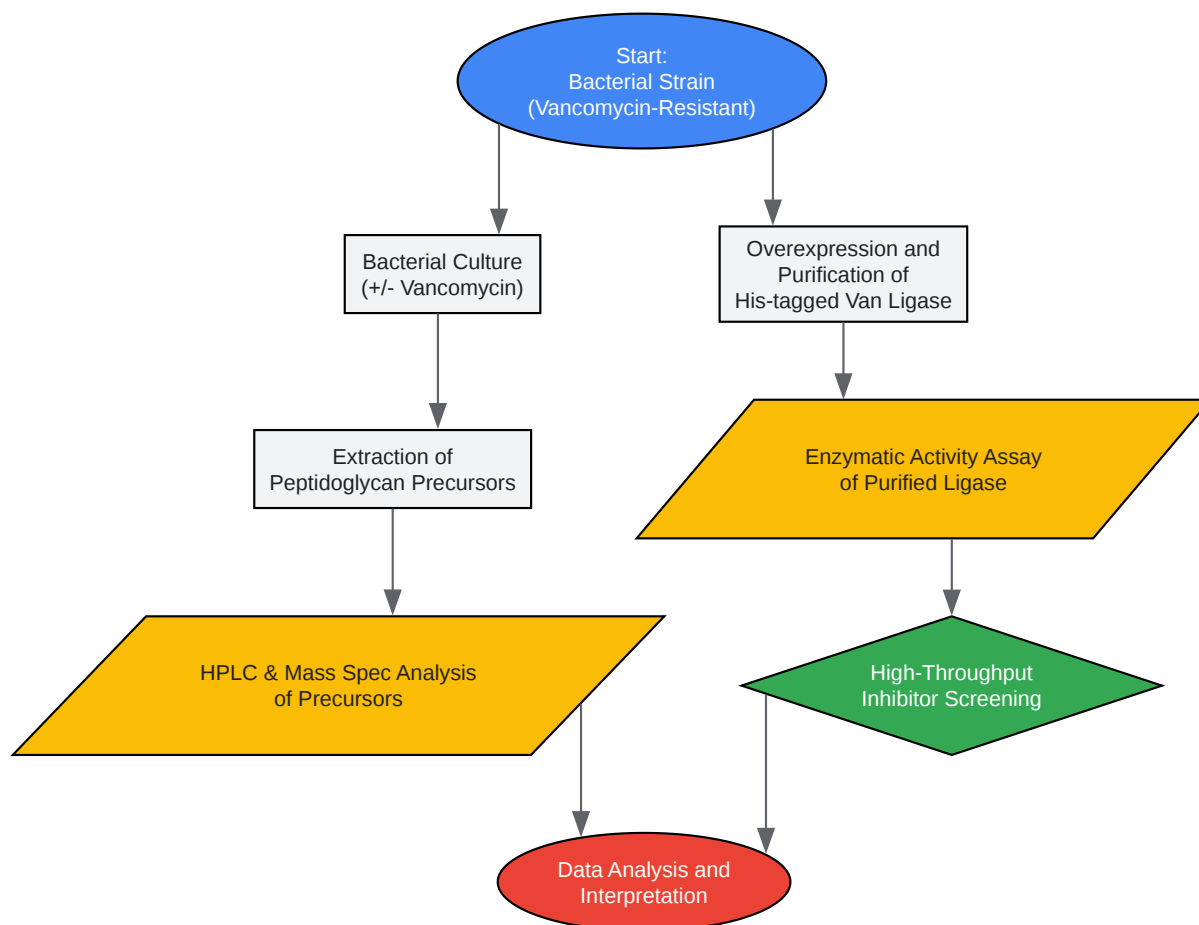 Start:
Bacterial Strain
(Vancomycin-Resistant)
Bacterial Culture
(+/- Vancomycin)
Overexpression and
Purification of
His-tagged Van Ligase
Extraction of
Peptidoglycan Precursors
Enzymatic Activity Assay
of Purified Ligase
HPLC & Mass Spec Analysis
of Precursors
High-Throughput
Inhibitor Screening
Data Analysis and
Interpretation